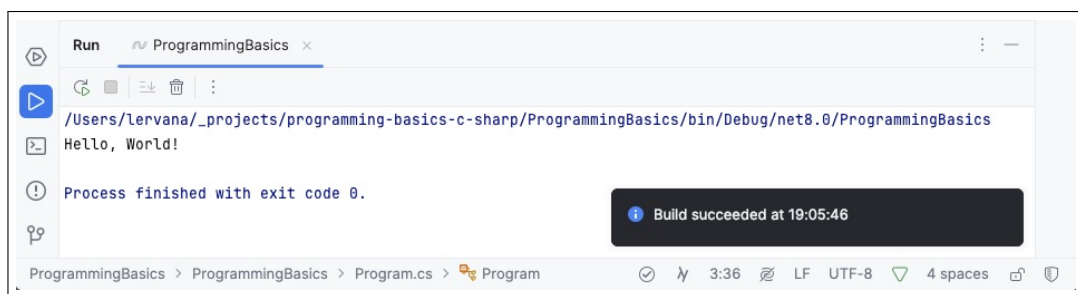 Run ProgrammingBasics
/Users/lervana/_projects/programming-basics-c-sharp/ProgrammingBasics/bin/Debug/net8.0/ProgrammingBasics
Hello, World!
Process finished with exit code 0.
Build succeeded at 19:05:46
ProgrammingBasics > ProgrammingBasics > Program.cs > Program 3:36 LF UTF-8 4 spaces